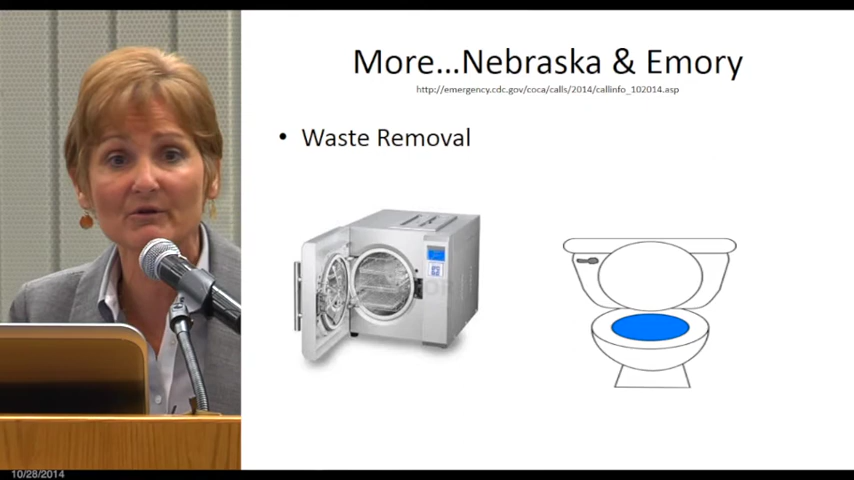 More...Nebraska & Emory
http://emergency.cdc.gov/coca/calls/2014/callinfo_102014.asp
• Waste Removal
10/28/2014